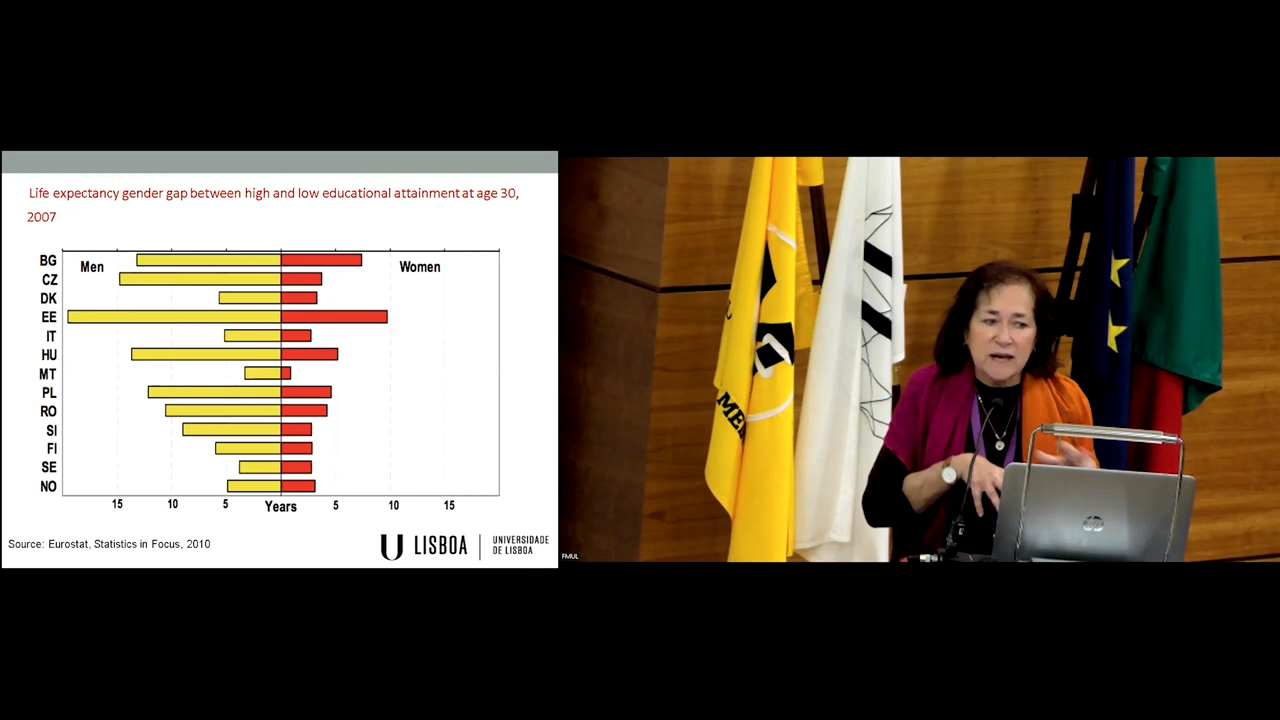 Life expectancy gender gap between high and low educational attainment at age 30,
2007
Men
Women
BG
CZ
DK
EE
IT
HU
MT
PL
RO
SI
FI
SE
NO
15 10 5 Years 5 10 15
Source: Eurostat, Statistics in Focus, 2010
U LISBOA | UNIVERSIDADE
DE LISBOA
FMUL
hp